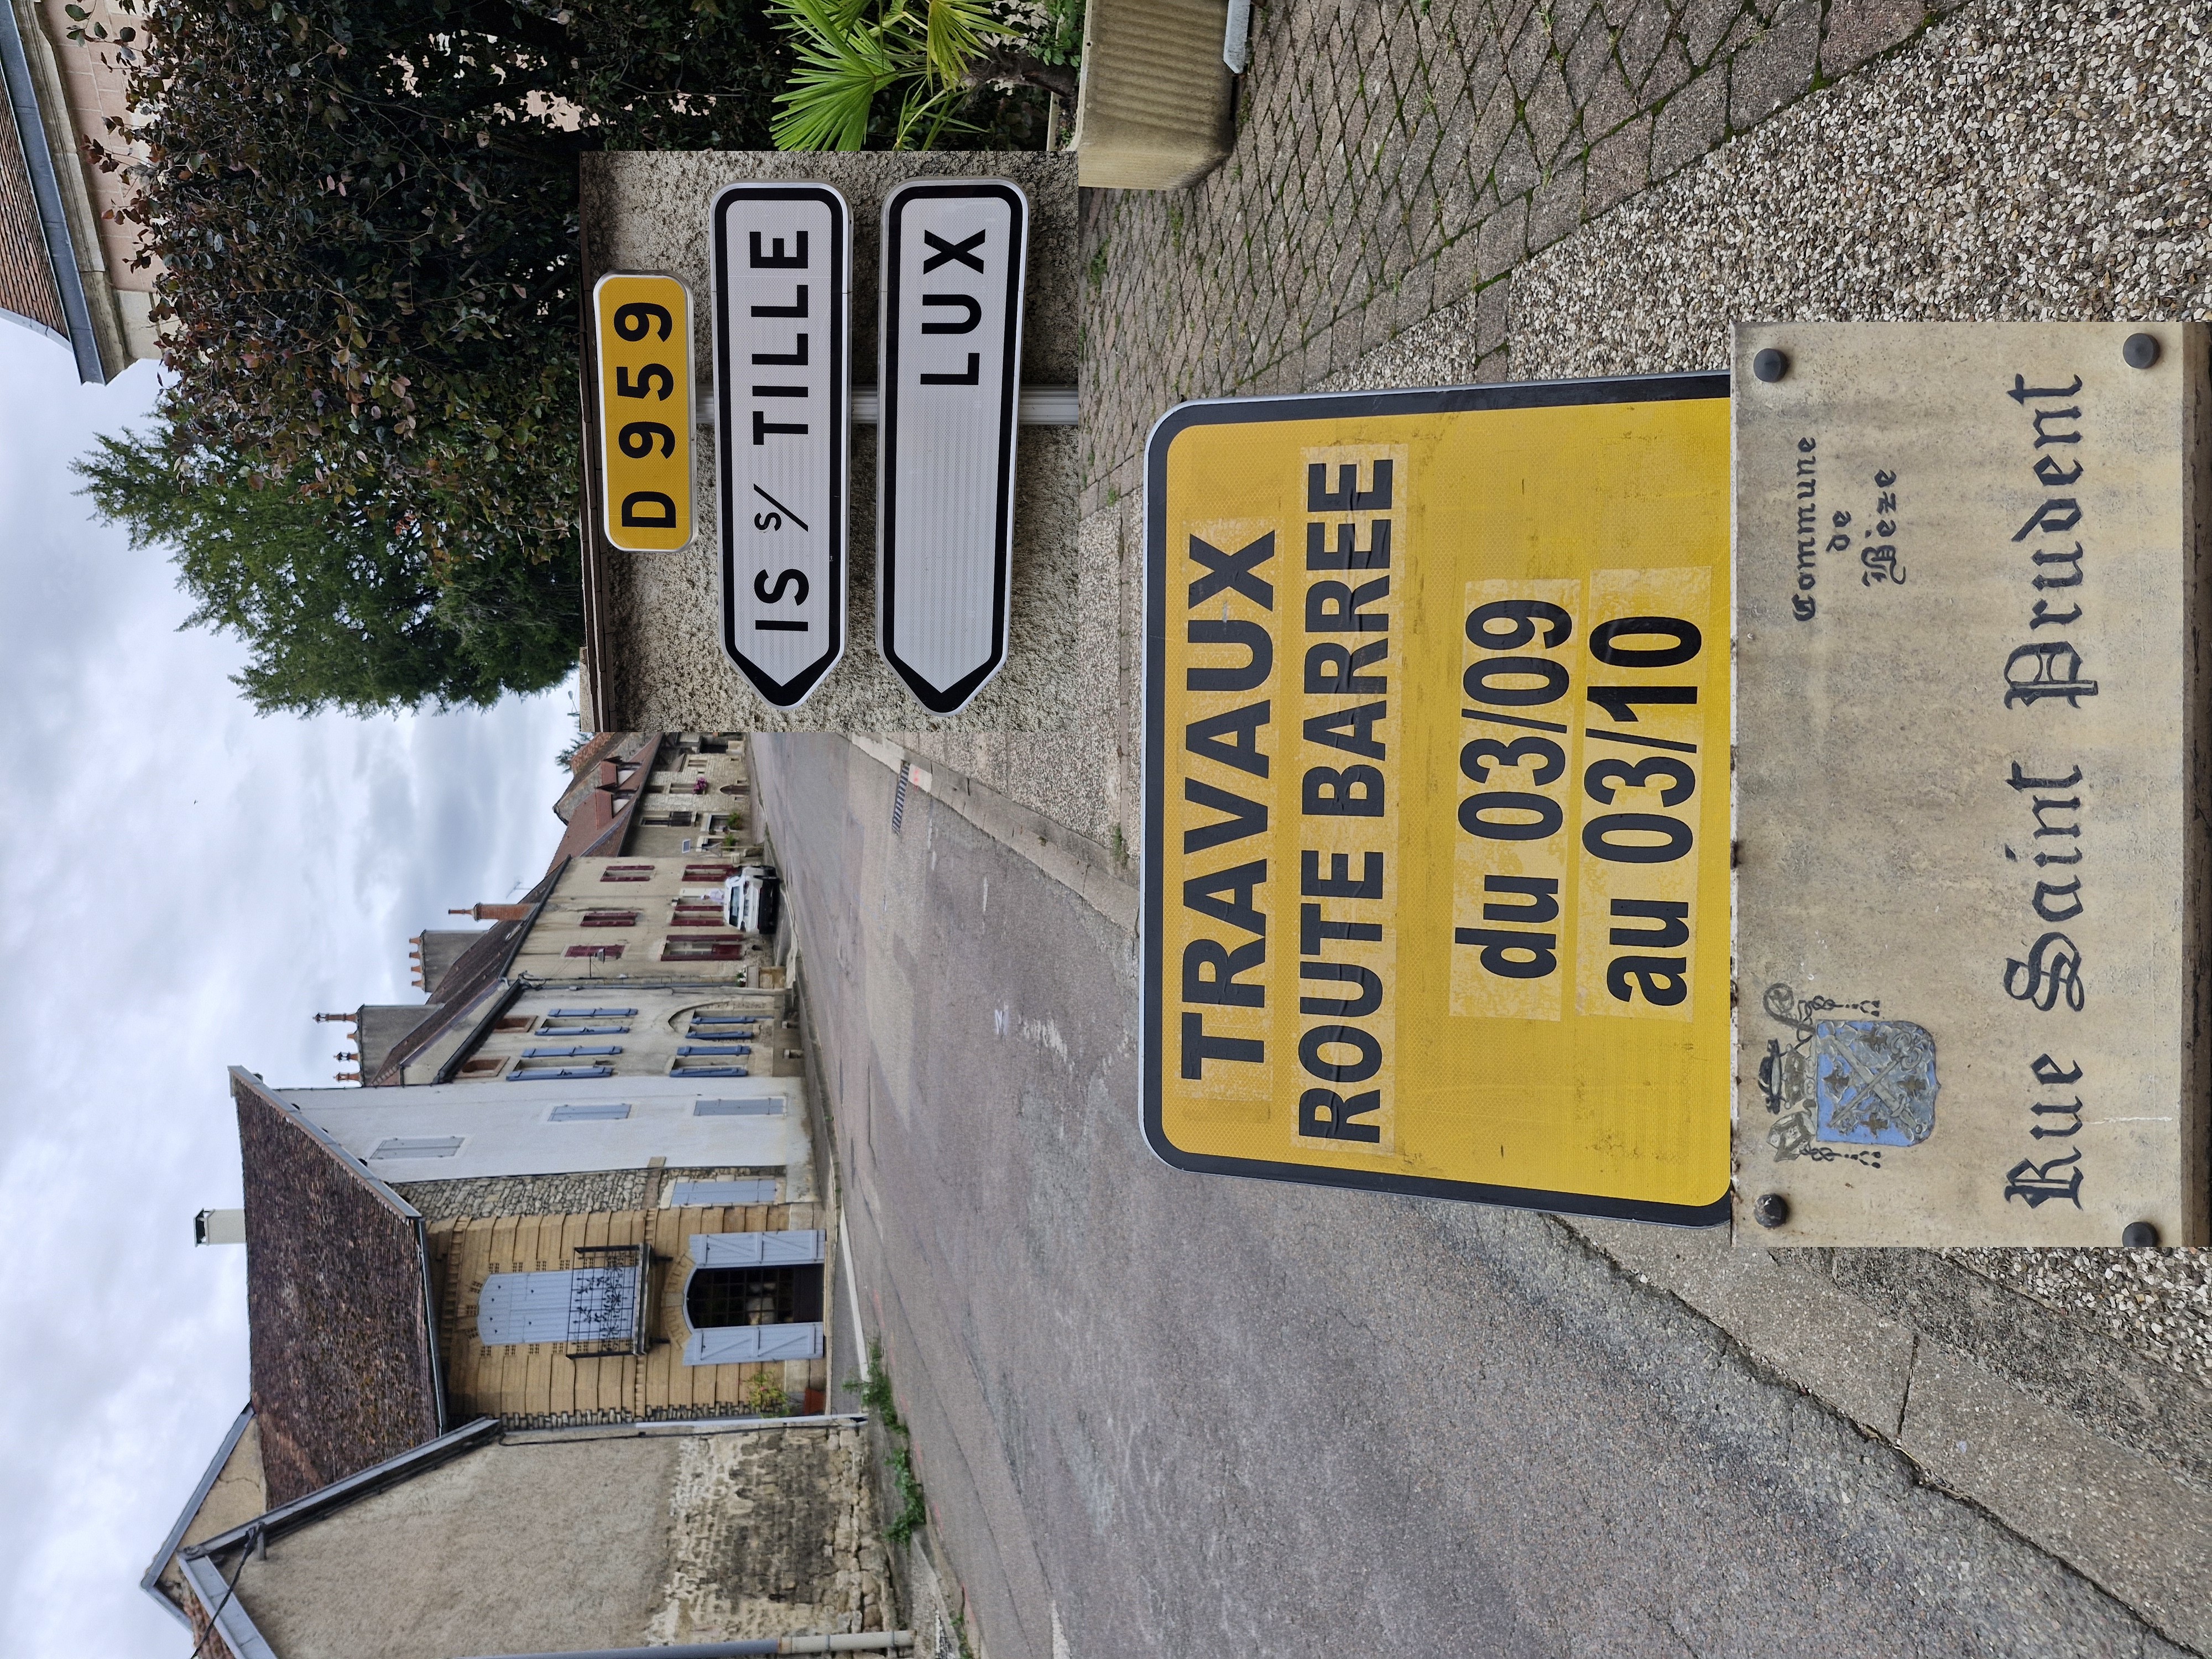 D 959
IS s/ TILLE
LUX
TRAVAUX
ROUTE BARREE
du 03/09
au 03/10
Commune
de
Bèze
Rue Saint Prudent